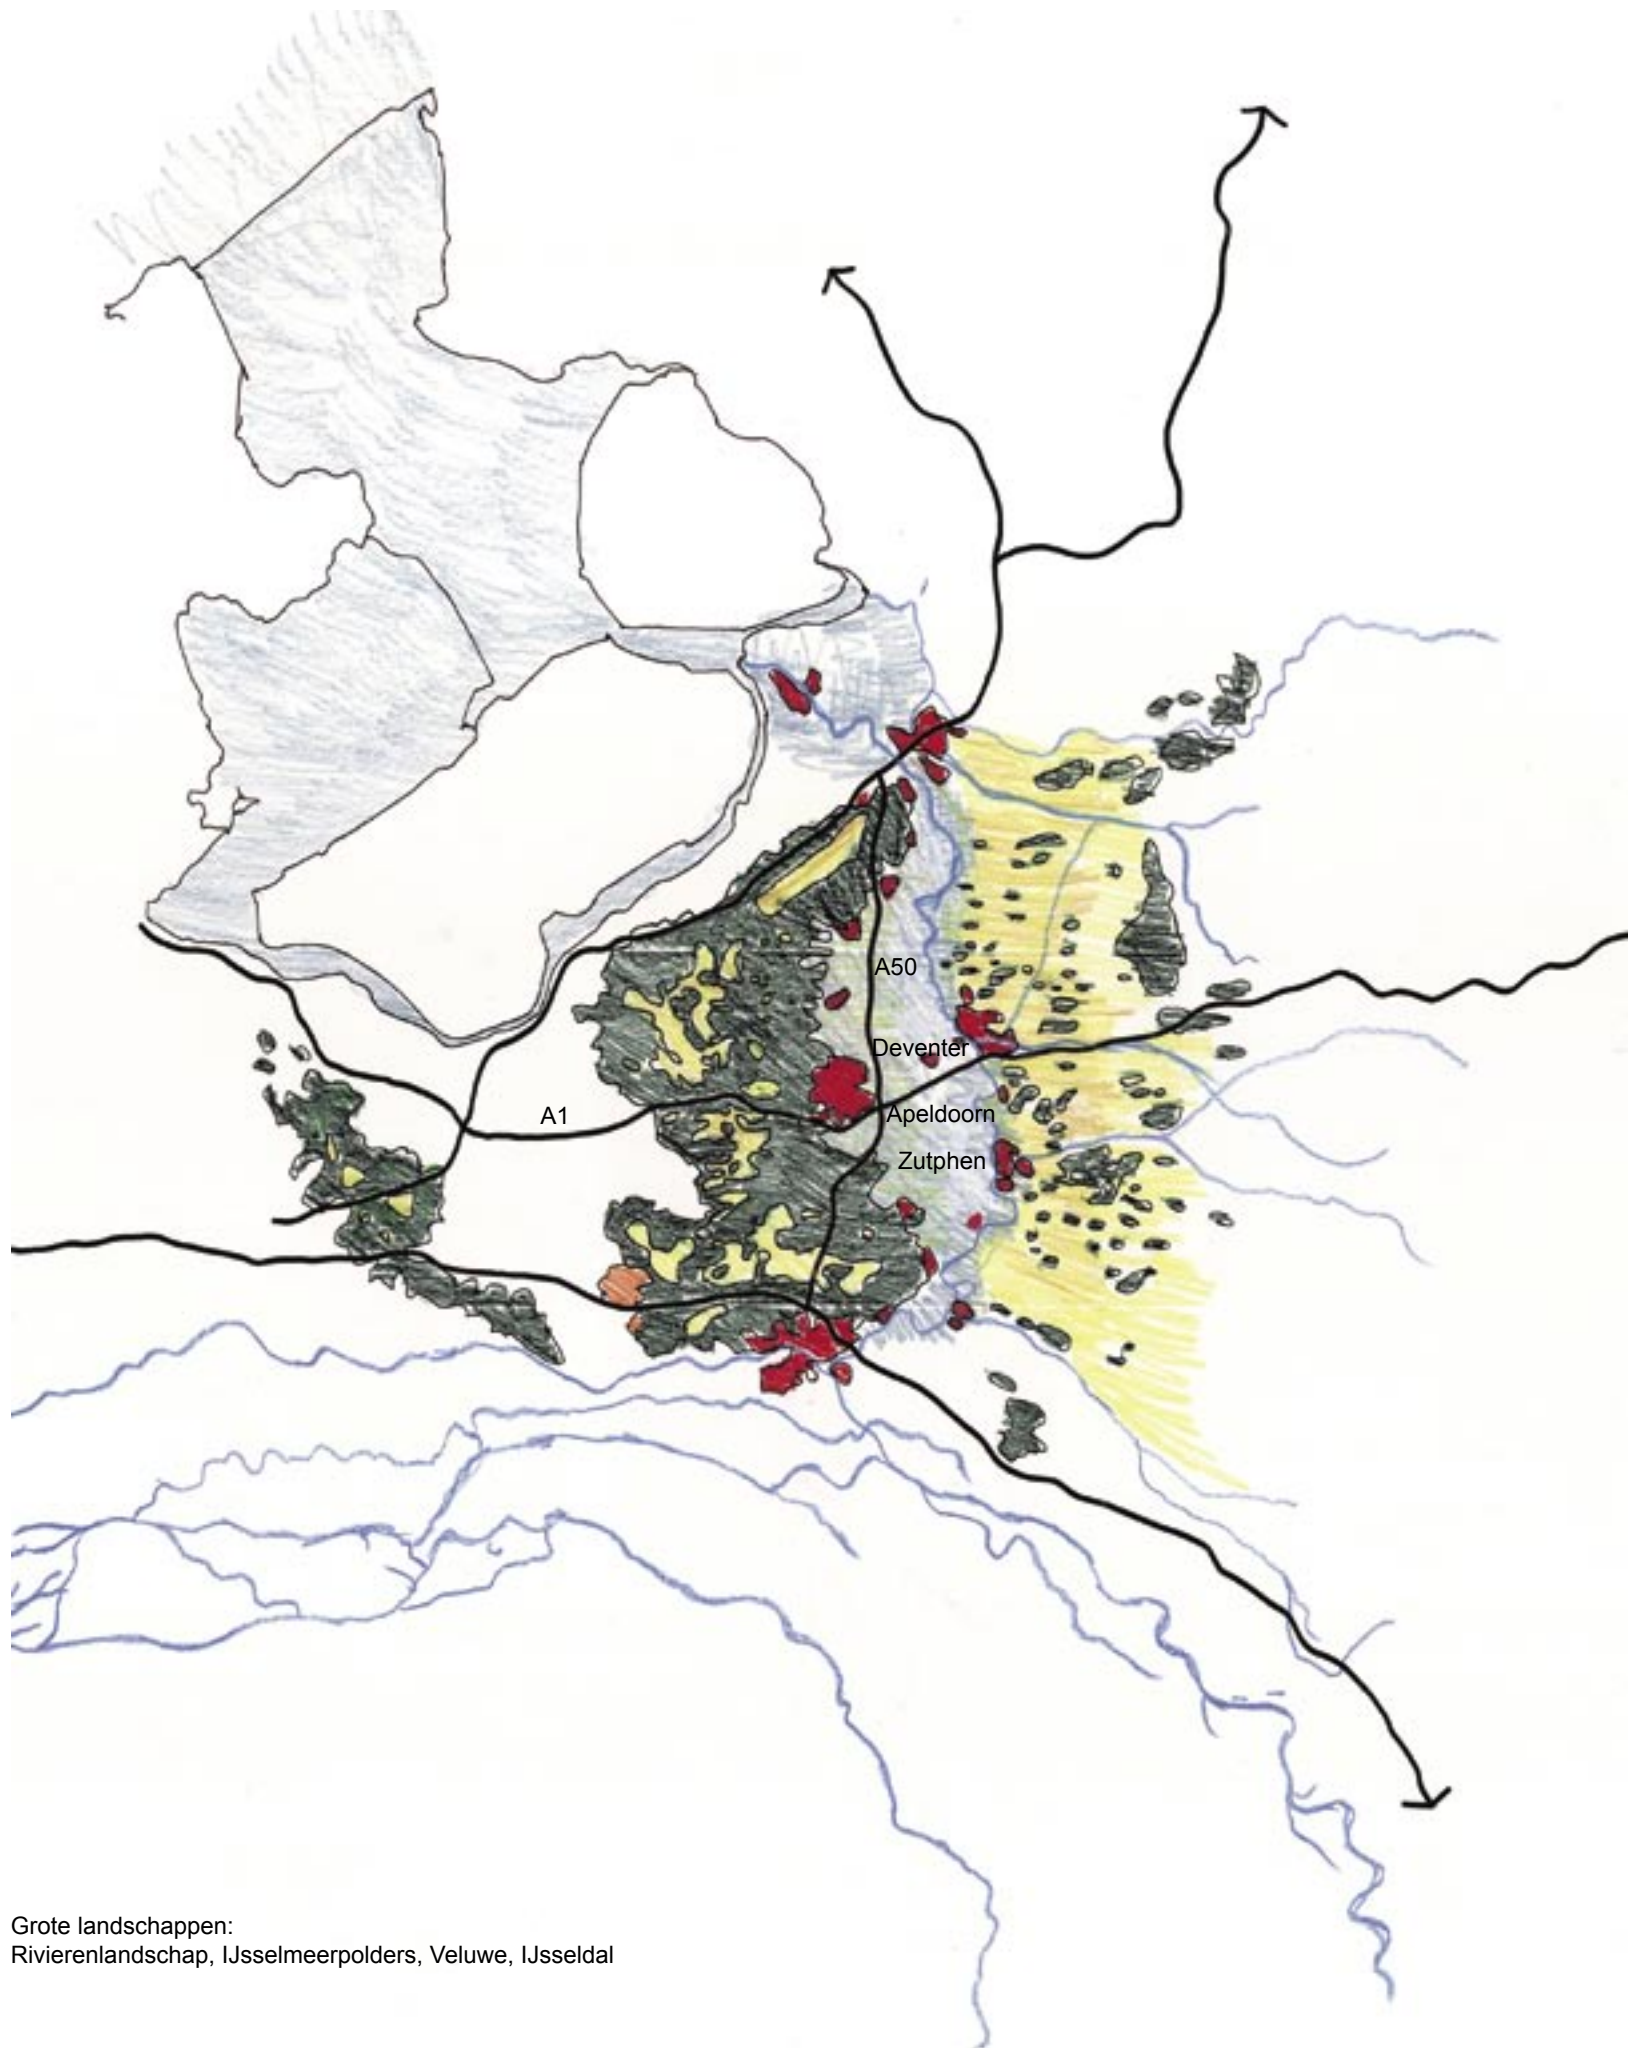 A50
Deventer
A1
Apeldoorn
Zutphen
Grote landschappen:
Rivierenlandschap, IJsselmeerpolders, Veluwe, IJsseldal